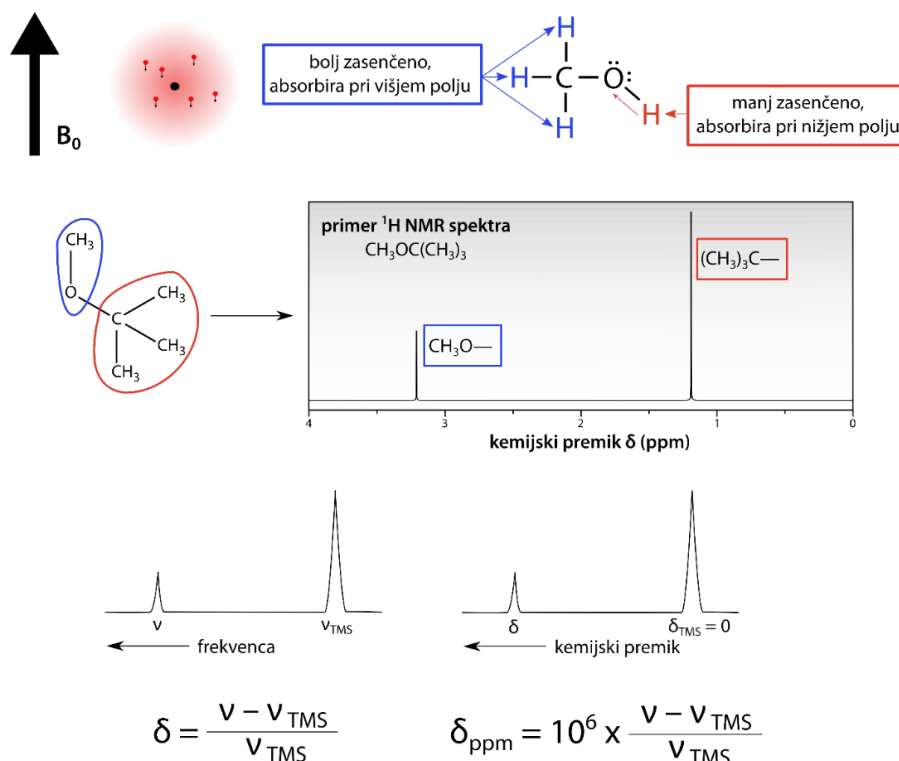 B₀
bolj zasenčeno,
absorbira pri višjem polju
H
H
C
H
Ö:
H
manj zasenčeno,
absorbira pri nižjem polju
primer ¹H NMR spektra
CH₃OC(CH₃)₃
CH₃
O
C
CH₃
CH₃
CH₃
CH₃O—
(CH₃)₃C—
4
3
2
1
0
kemijski premik δ (ppm)
ν
ν_TMS
frekvenca
δ
δ_TMS = 0
kemijski premik
δ = (ν – ν_TMS) / ν_TMS
δ_ppm = 10⁶ x (ν – ν_TMS) / ν_TMS